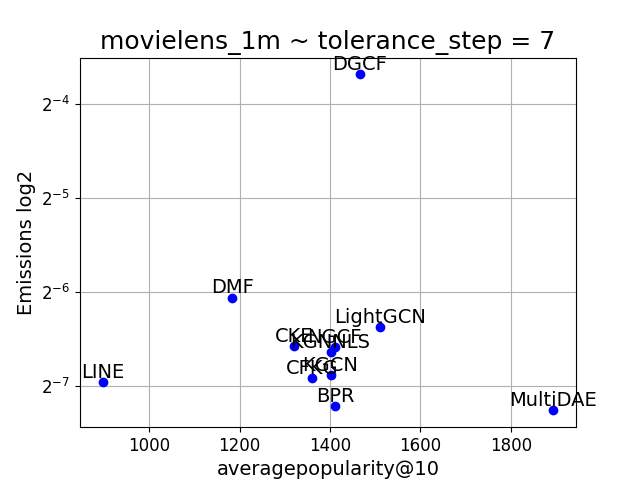 movielens_1m ~ tolerance_step = 7
DGCF
2^-4
Emissions log2
2^-5
2^-6
DMF
LightGCN
CKE
NGCF
KGNNLS
LINE
CFKG
KGCN
2^-7
BPR
MultiDAE
1000 1200 1400 1600 1800
averagepopularity@10